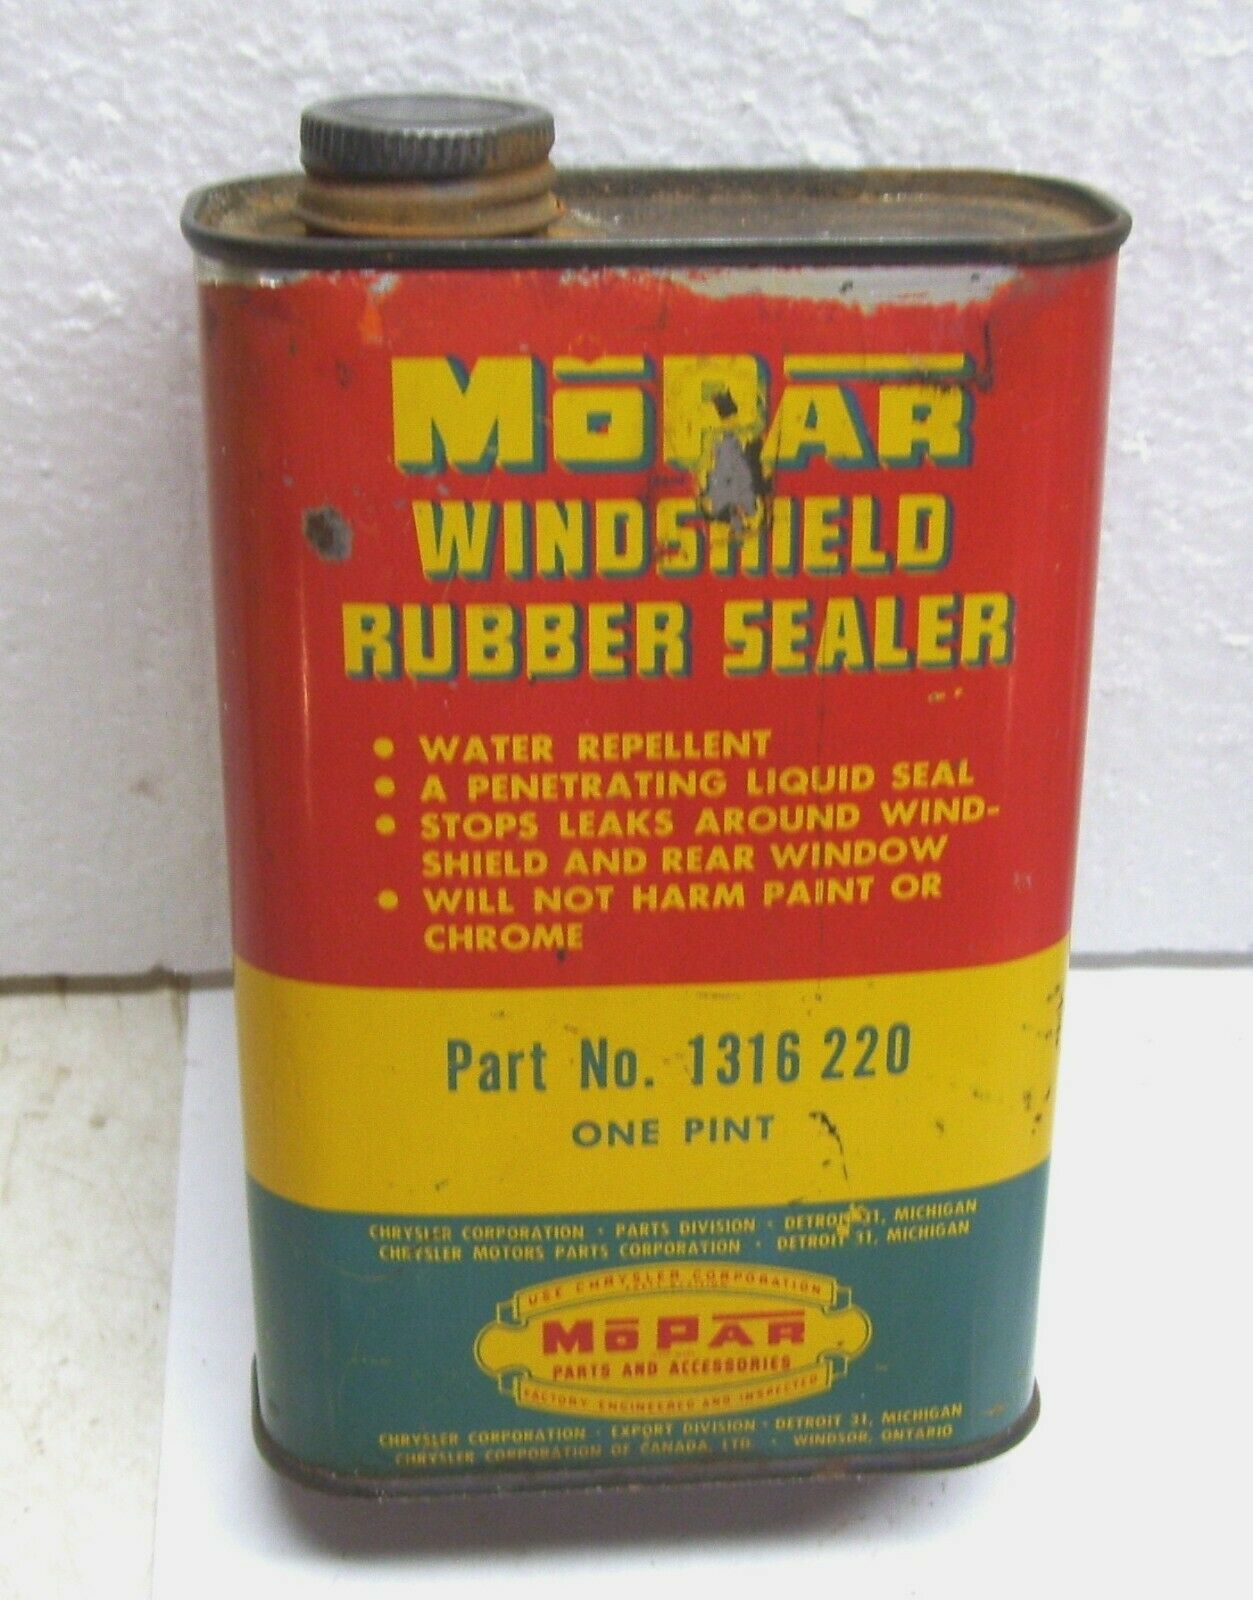 MōPAR
WINDSHIELD
RUBBER SEALER
• WATER REPELLENT
• A PENETRATING LIQUID SEAL
• STOPS LEAKS AROUND WIND-
SHIELD AND REAR WINDOW
• WILL NOT HARM PAINT OR
CHROME
Part No. 1316 220
ONE PINT
CHRYSLER CORPORATION • PARTS DIVISION • DETROIT 31, MICHIGAN
CHRYSLER MOTORS PARTS CORPORATION • DETROIT 31, MICHIGAN
USE CHRYSLER CORPORATION
MōPAR
PARTS AND ACCESSORIES
FACTORY ENGINEERED AND INSPECTED
CHRYSLER CORPORATION • EXPORT DIVISION • DETROIT 31, MICHIGAN
CHRYSLER CORPORATION OF CANADA, LTD. • WINDSOR, ONTARIO